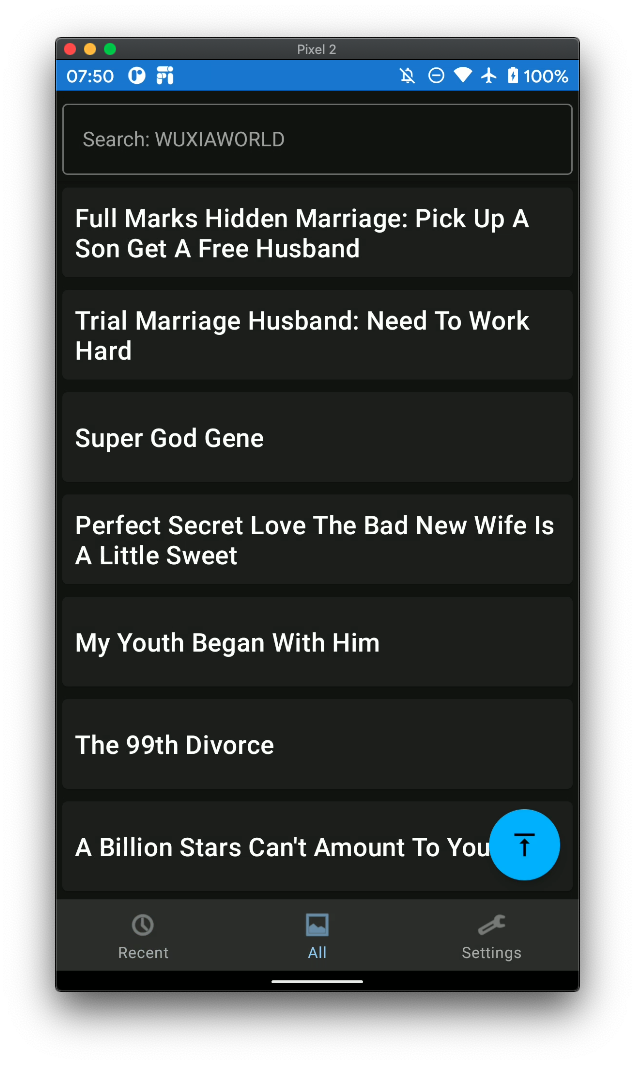 Pixel 2
07:50
100%
Search: WUXIAWORLD
Full Marks Hidden Marriage: Pick Up A
Son Get A Free Husband
Trial Marriage Husband: Need To Work
Hard
Super God Gene
Perfect Secret Love The Bad New Wife Is
A Little Sweet
My Youth Began With Him
The 99th Divorce
A Billion Stars Can't Amount To You
Recent
All
Settings